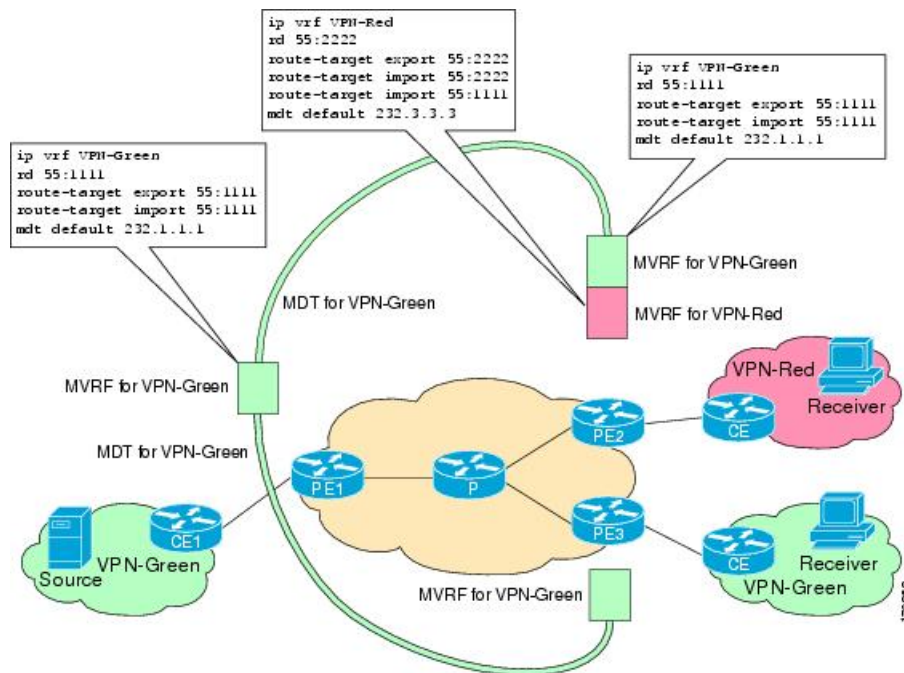 ip vrf VPN-Red
rd 55:2222
route-target export 55:2222
route-target import 55:2222
route-target import 55:1111
mdt default 232.3.3.3
ip vrf VPN-Green
rd 55:1111
route-target export 55:1111
route-target import 55:1111
mdt default 232.1.1.1
ip vrf VPN-Green
rd 55:1111
route-target export 55:1111
route-target import 55:1111
mdt default 232.1.1.1
MVRF for VPN-Green
MDT for VPN-Green
MVRF for VPN-Red
MVRF for VPN-Green
VPN-Red
Receiver
MDT for VPN-Green
PE2
CE
PE1
P
CE1
PE3
CE
Source
VPN-Green
Receiver
MVRF for VPN-Green
VPN-Green